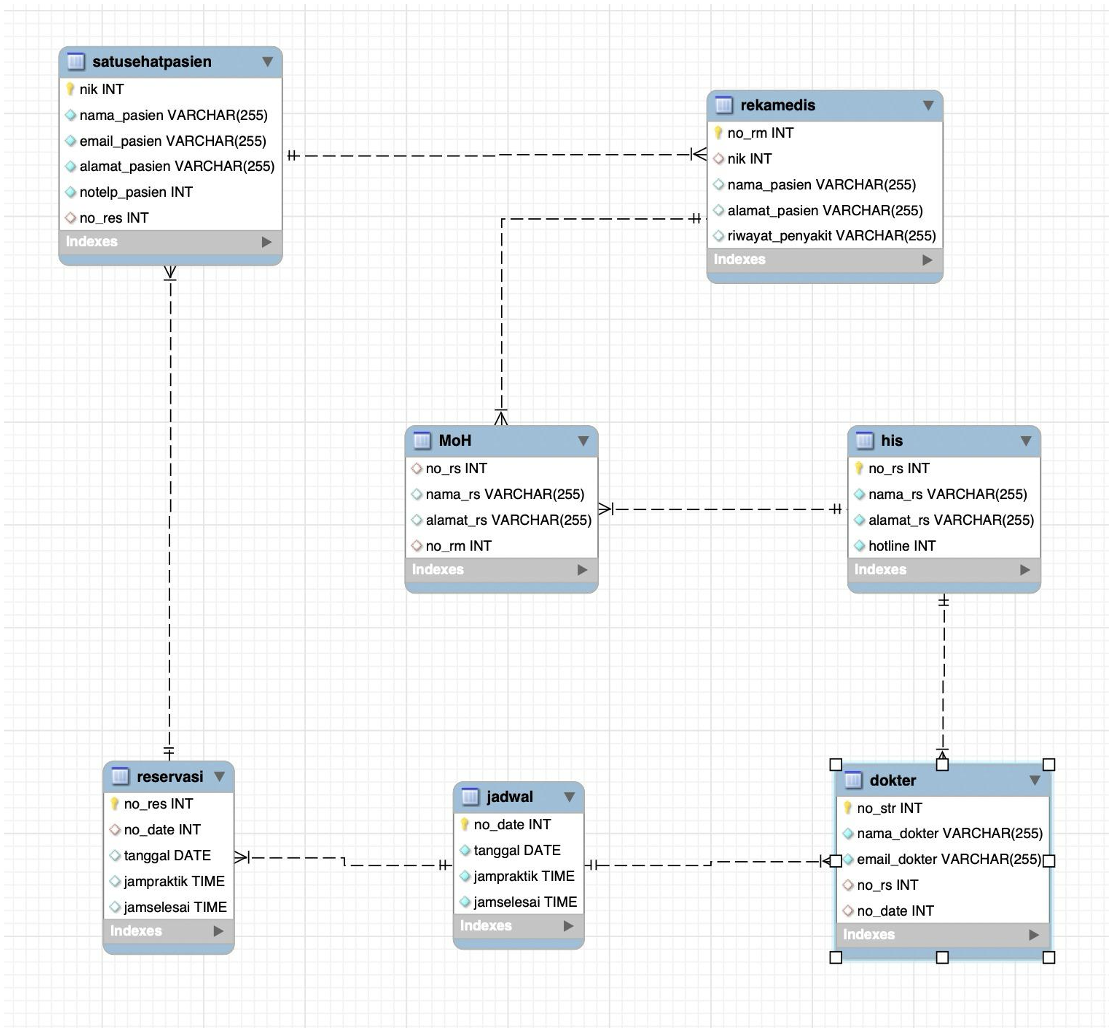 satusehatpasien
nik INT
nama_pasien VARCHAR(255)
email_pasien VARCHAR(255)
alamat_pasien VARCHAR(255)
notelp_pasien INT
no_res INT
Indexes
rekamedis
no_rm INT
nik INT
nama_pasien VARCHAR(255)
alamat_pasien VARCHAR(255)
riwayat_penyakit VARCHAR(255)
Indexes
MoH
no_rs INT
nama_rs VARCHAR(255)
alamat_rs VARCHAR(255)
no_rm INT
Indexes
his
no_rs INT
nama_rs VARCHAR(255)
alamat_rs VARCHAR(255)
hotline INT
Indexes
reservasi
no_res INT
no_date INT
tanggal DATE
jampraktik TIME
jamselesai TIME
Indexes
jadwal
no_date INT
tanggal DATE
jampraktik TIME
jamselesai TIME
Indexes
dokter
no_str INT
nama_dokter VARCHAR(255)
email_dokter VARCHAR(255)
no_rs INT
no_date INT
Indexes